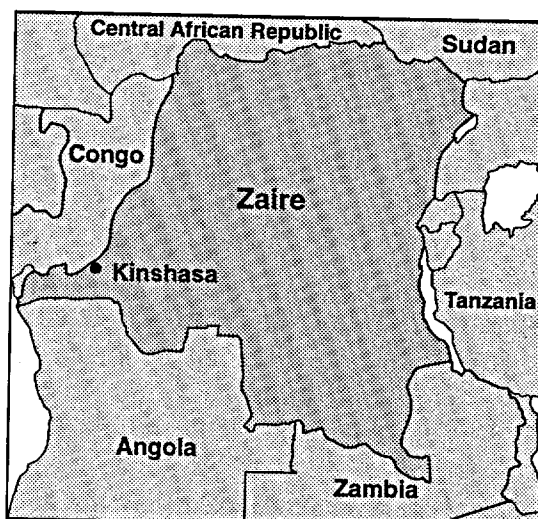 Central African Republic
Sudan
Congo
Zaire
Kinshasa
Tanzania
Angola
Zambia